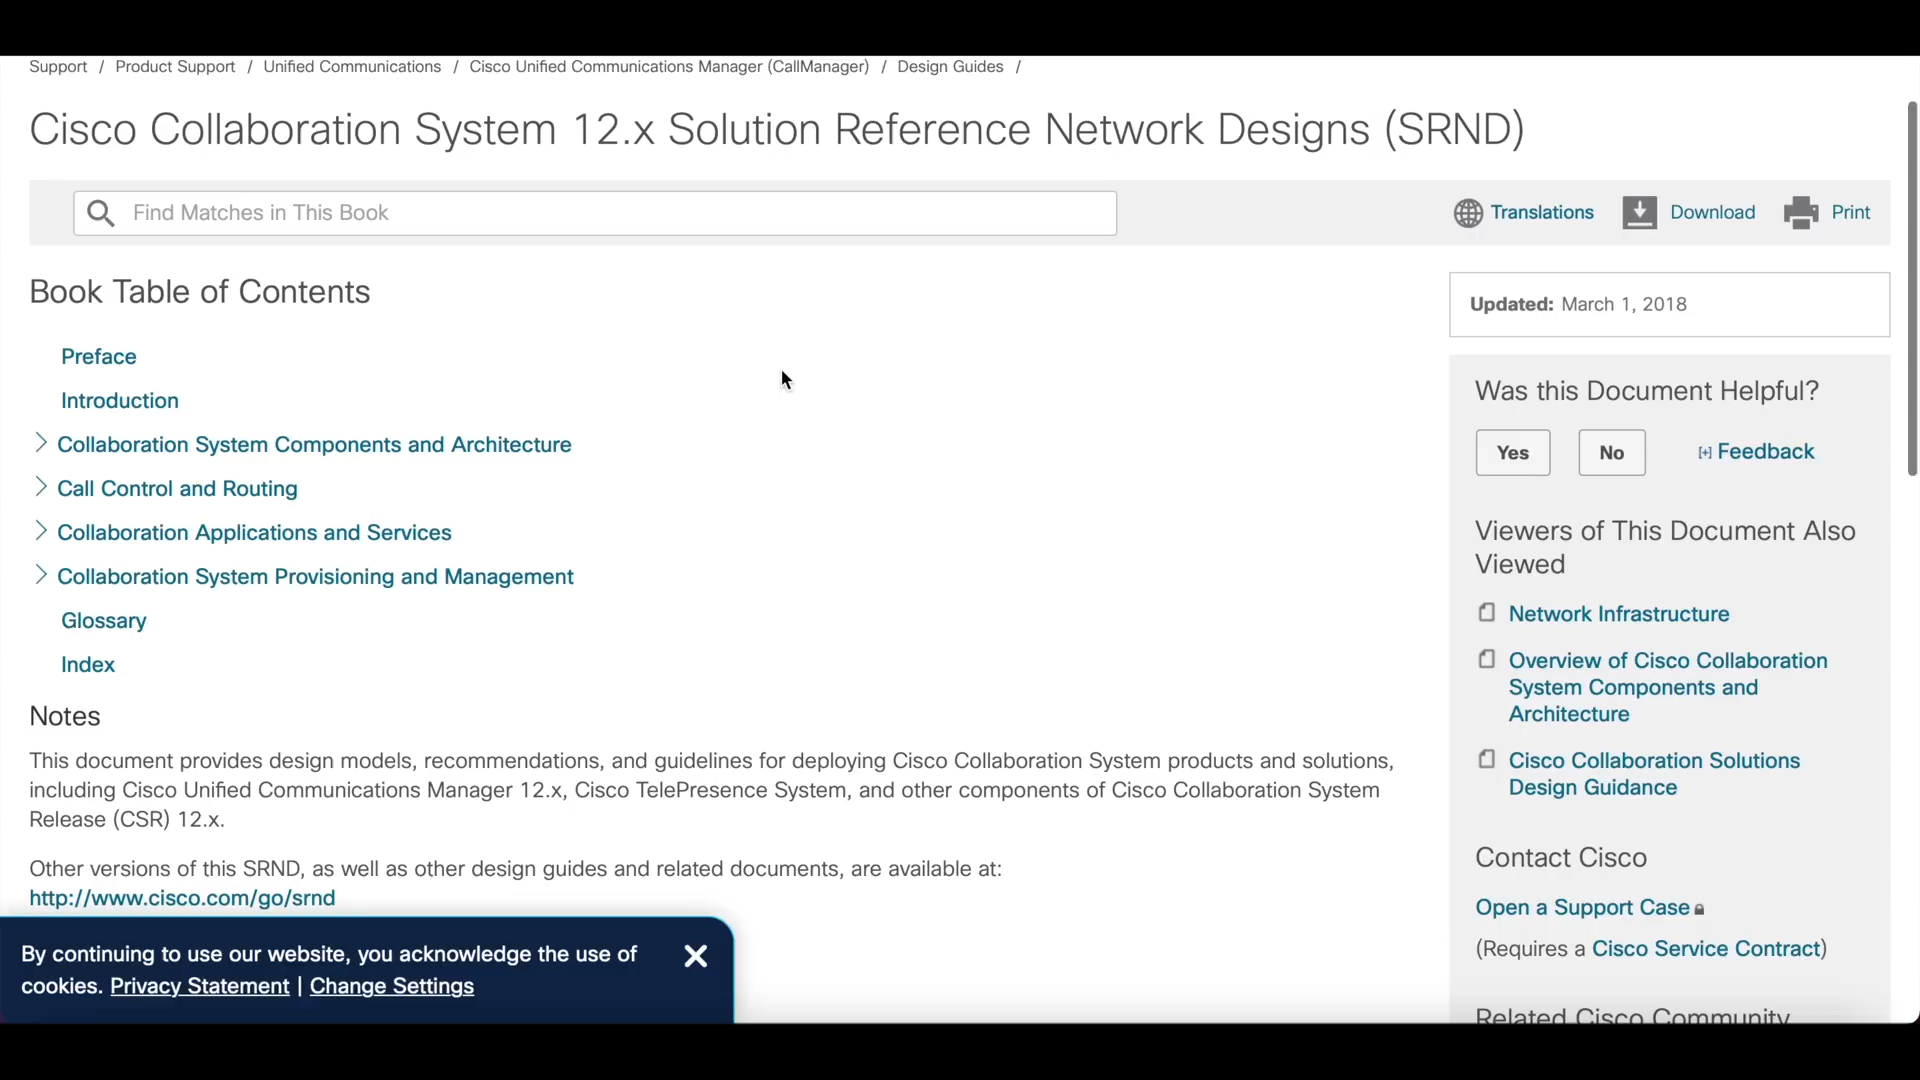 Support / Product Support / Unified Communications / Cisco Unified Communications Manager (CallManager) / Design Guides /
Cisco Collaboration System 12.x Solution Reference Network Designs (SRND)
Find Matches in This Book
Translations
Download
Print
Book Table of Contents
Preface
Introduction
Collaboration System Components and Architecture
Call Control and Routing
Collaboration Applications and Services
Collaboration System Provisioning and Management
Glossary
Index
Notes
This document provides design models, recommendations, and guidelines for deploying Cisco Collaboration System products and solutions,
including Cisco Unified Communications Manager 12.x, Cisco TelePresence System, and other components of Cisco Collaboration System
Release (CSR) 12.x.
Other versions of this SRND, as well as other design guides and related documents, are available at:
http://www.cisco.com/go/srnd
Updated: March 1, 2018
Was this Document Helpful?
Yes
No
[+] Feedback
Viewers of This Document Also
Viewed
Network Infrastructure
Overview of Cisco Collaboration
System Components and
Architecture
Cisco Collaboration Solutions
Design Guidance
Contact Cisco
Open a Support Case
(Requires a Cisco Service Contract)
Related Cisco Community
By continuing to use our website, you acknowledge the use of
cookies. Privacy Statement | Change Settings